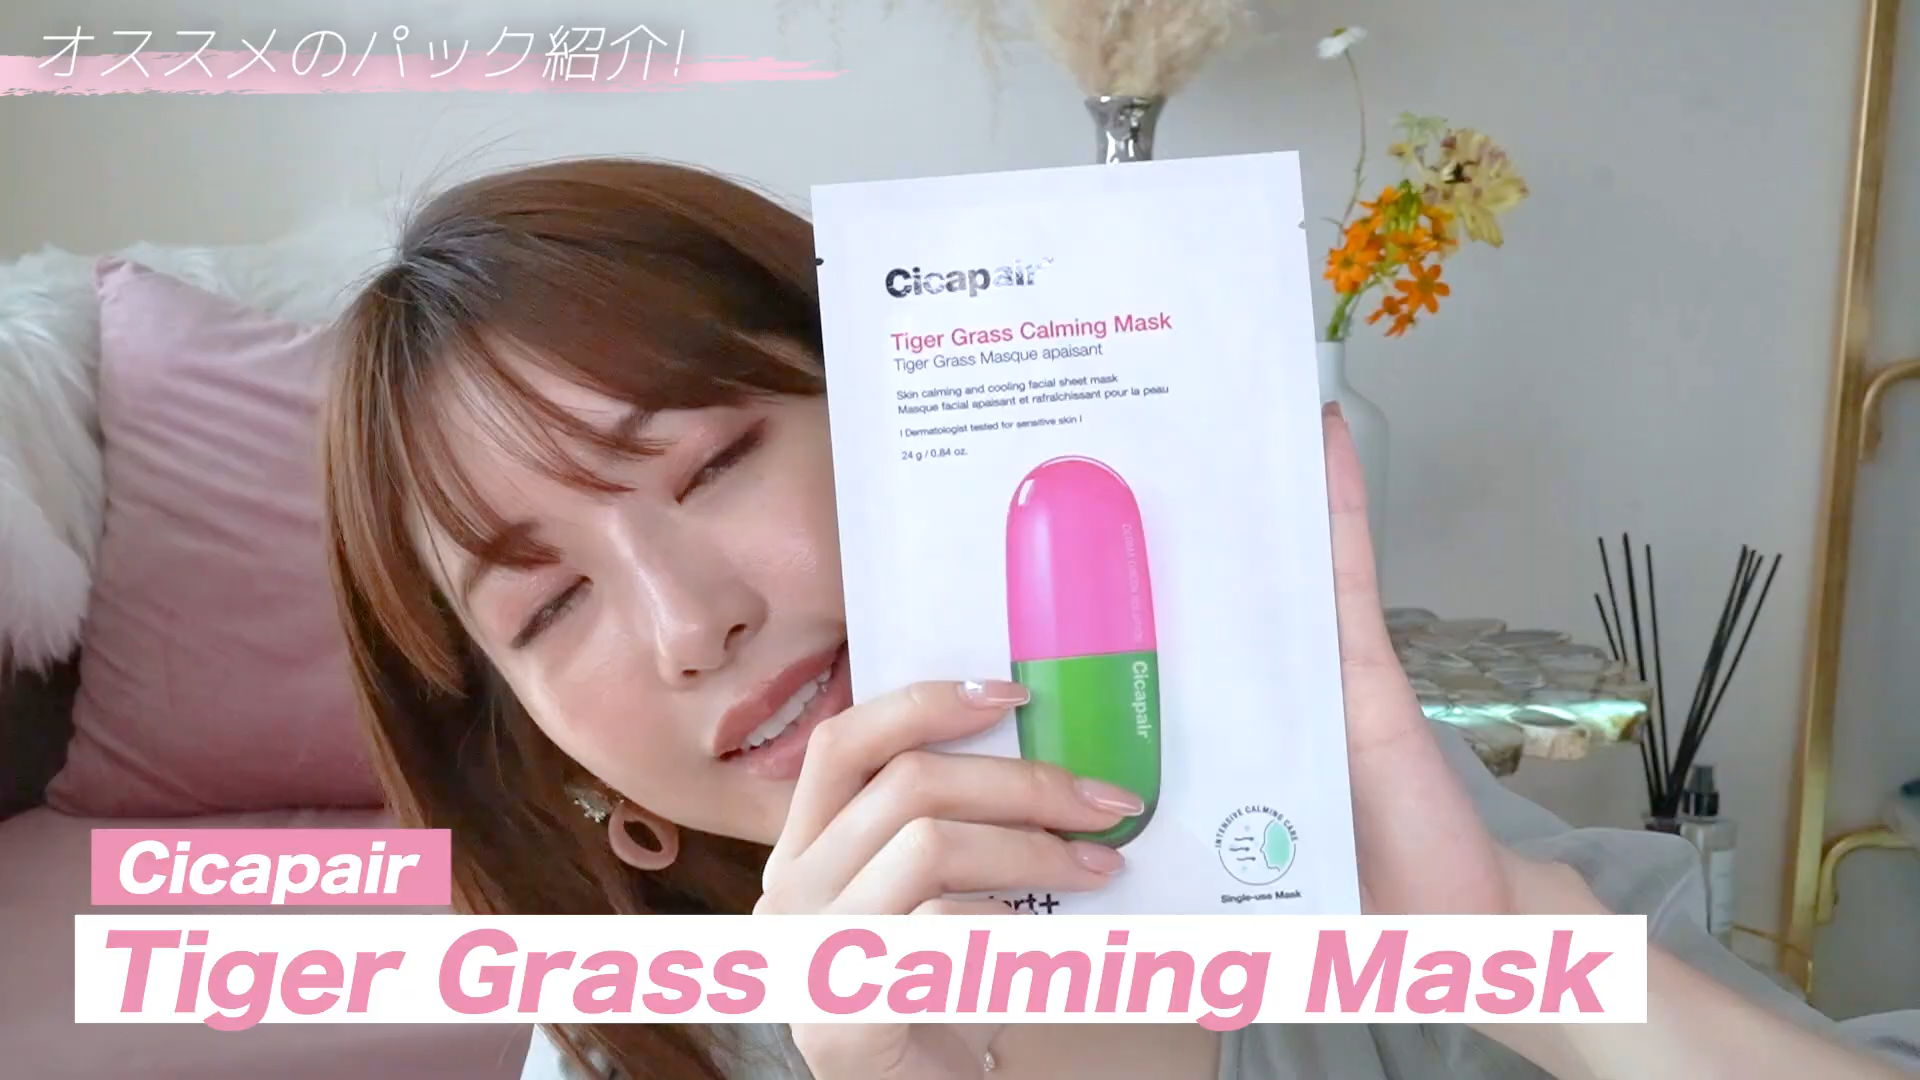 オススメのパック紹介!
Cicapair™
Tiger Grass Calming Mask
Tiger Grass Masque apaisant
Skin calming and cooling facial sheet mask
Masque facial apaisant et rafraîchissant pour la peau
| Dermatologist tested for sensitive skin |
24 g / 0.84 oz.
Cicapair
INTENSIVE CALMING CARE
Single-use Mask
Cicapair
Tiger Grass Calming Mask